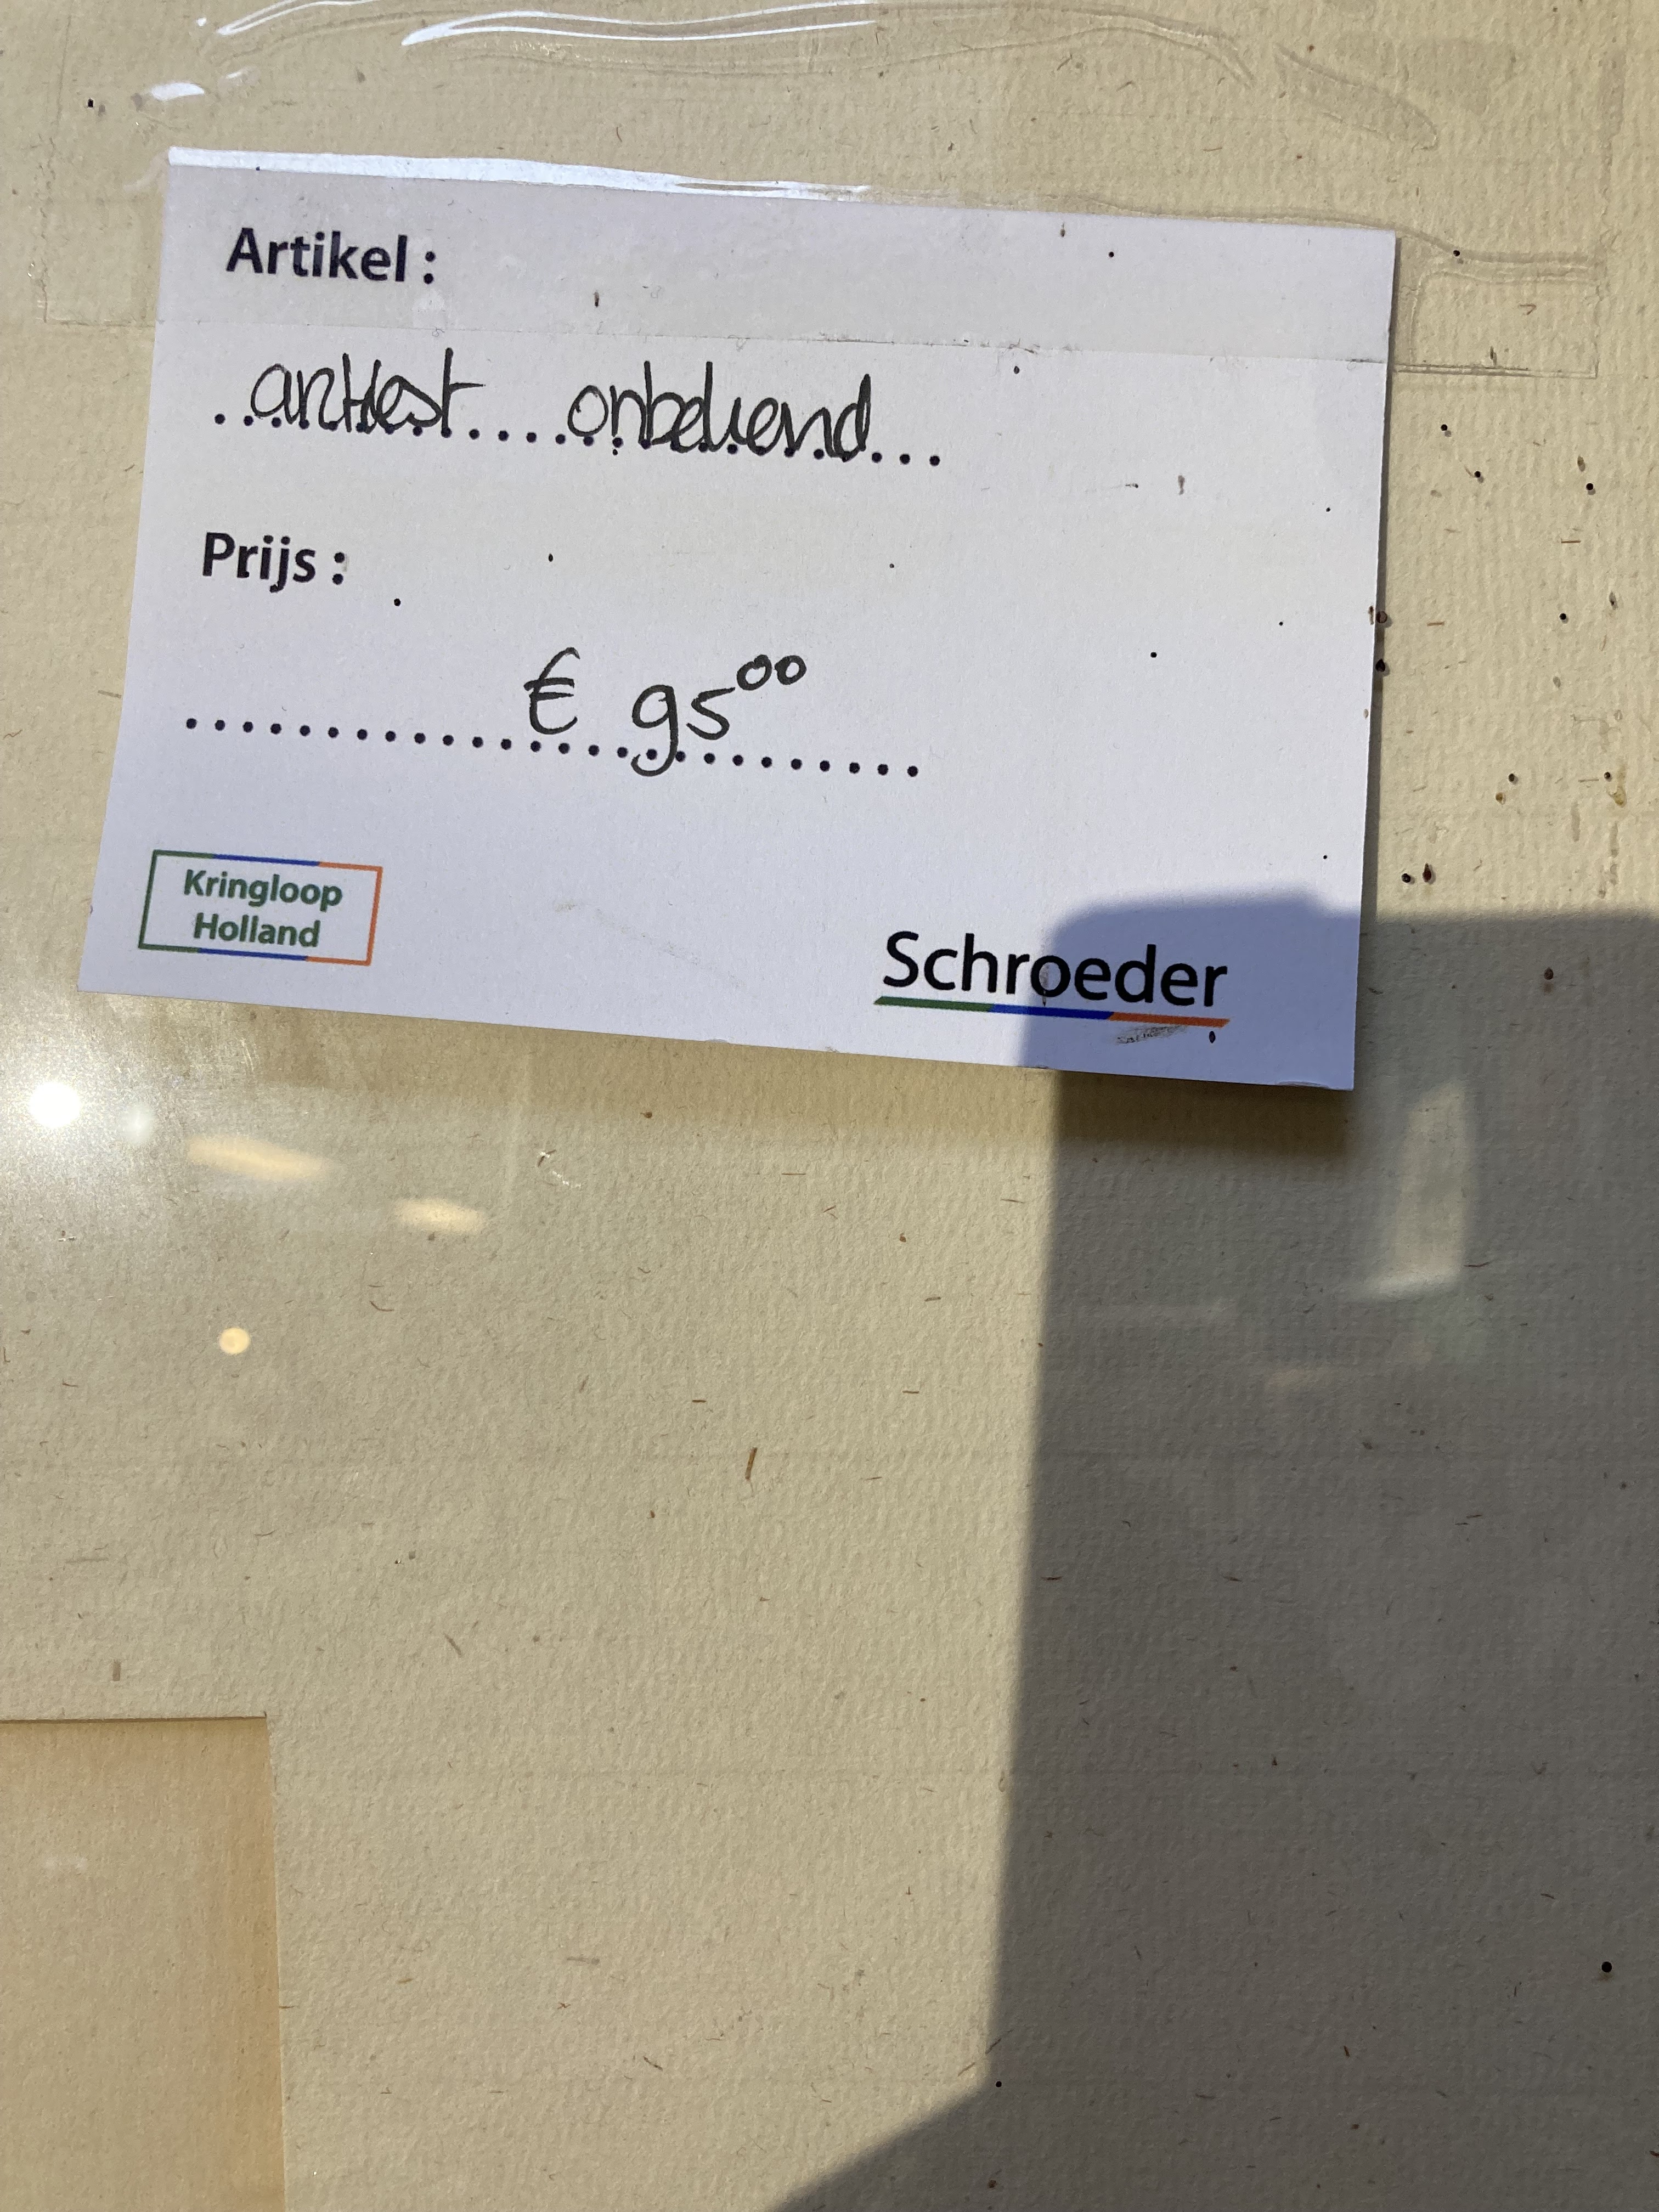 Artikel :
artiest onbekend
Prijs :
€ 95⁰⁰
Kringloop
Holland
Schroeder